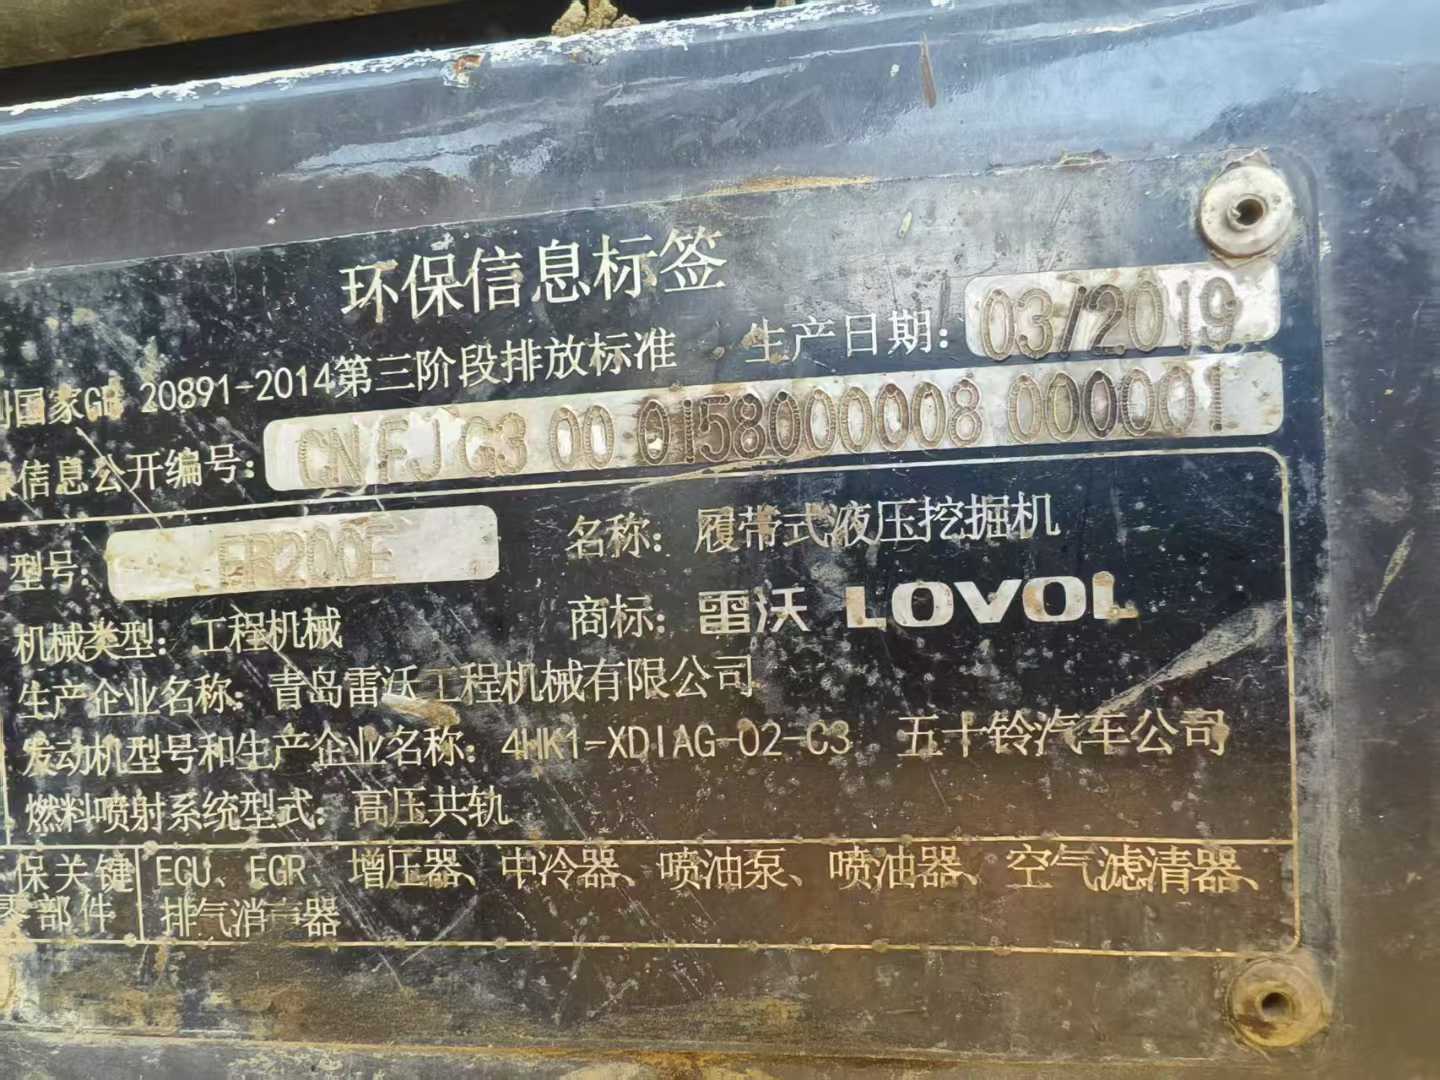 环保信息标签
到国家GB 20891-2014第三阶段排放标准 生产日期: 03/2019
保信息公开编号: CN FJ G3 00 0158000008 000001
型号: FR200E 名称: 履带式液压挖掘机
机械类型: 工程机械 商标: 雷沃 LOVOL
生产企业名称: 青岛雷沃工程机械有限公司
发动机型号和生产企业名称: 4HK1-XDIAG-02-C3 五十铃汽车公司
燃料喷射系统型式: 高压共轨
保关键 ECU、EGR、增压器、中冷器、喷油泵、喷油器、空气滤清器、
零部件 排气消声器